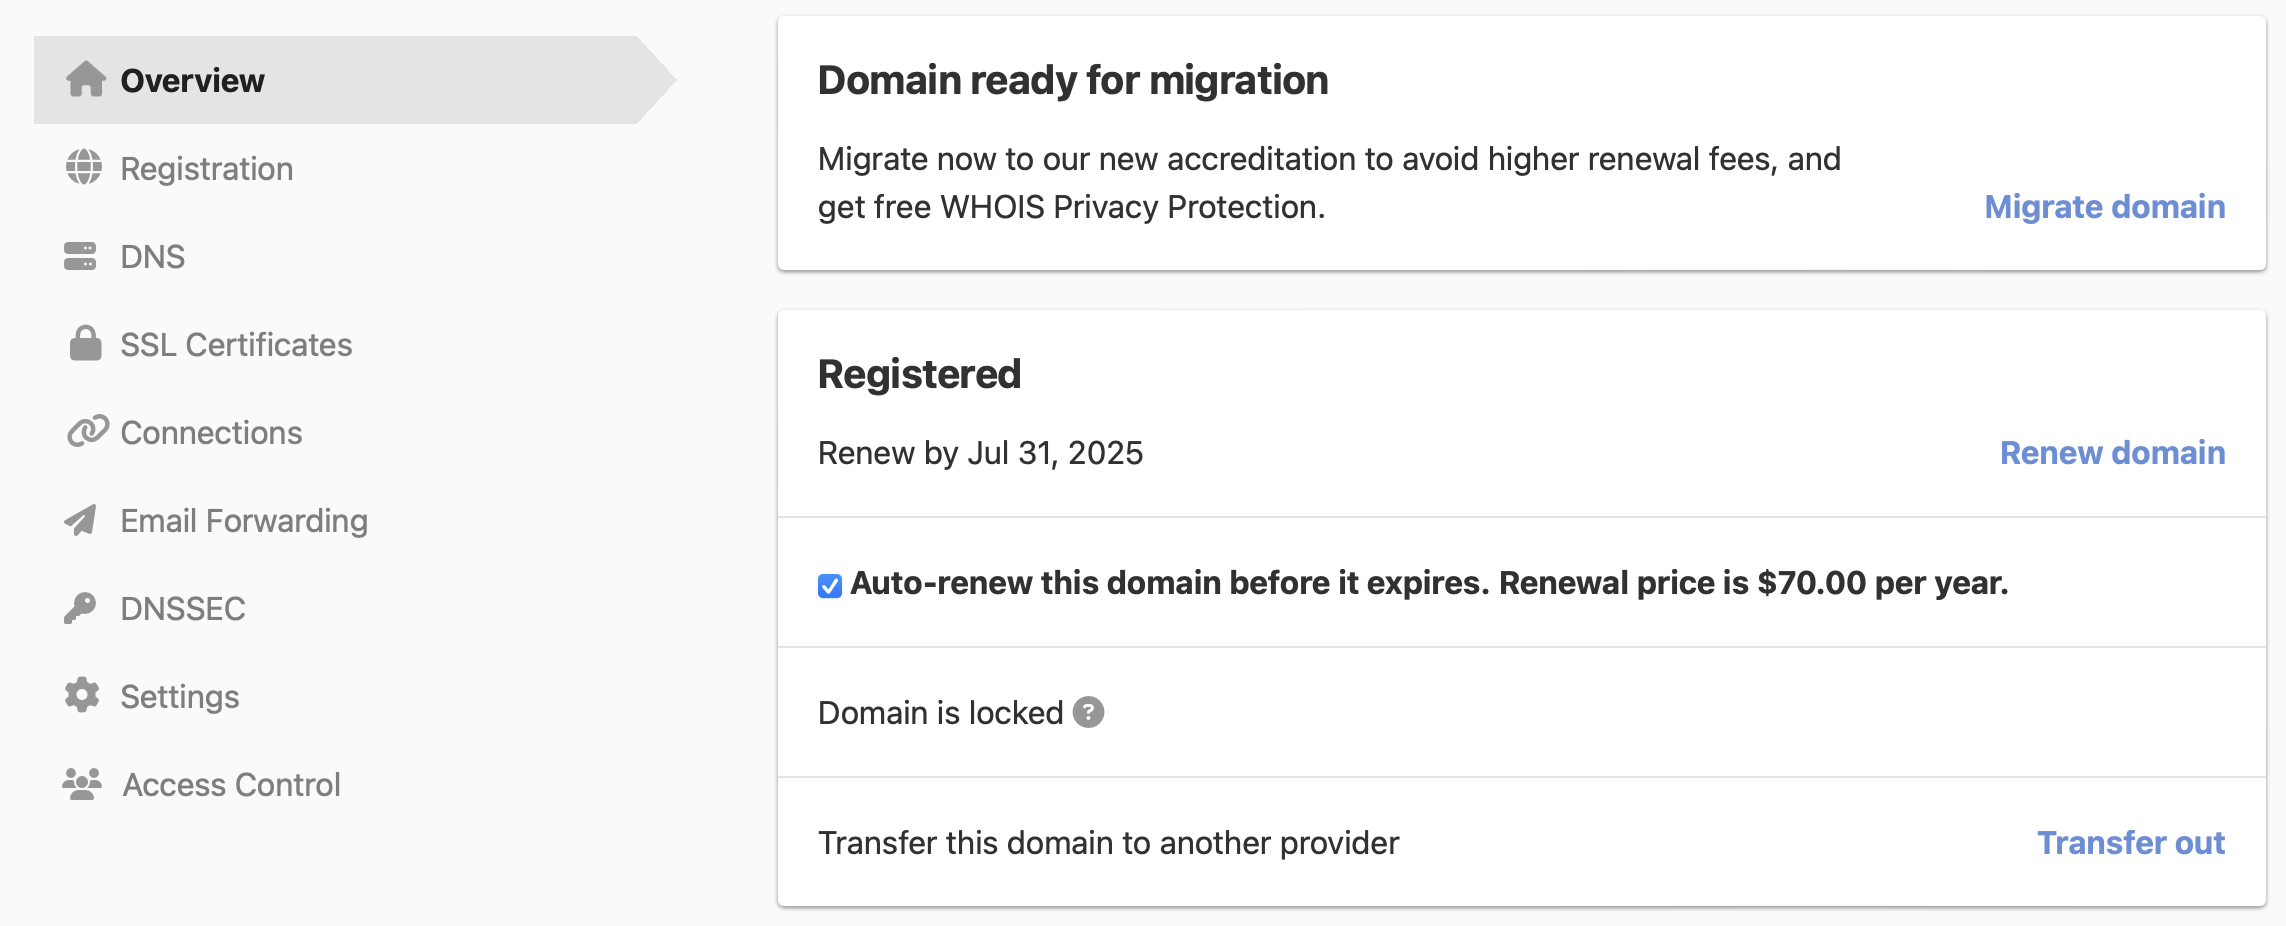 Overview
Registration
DNS
SSL Certificates
Connections
Email Forwarding
DNSSEC
Settings
Access Control
Domain ready for migration
Migrate now to our new accreditation to avoid higher renewal fees, and
get free WHOIS Privacy Protection.
Migrate domain
Registered
Renew by Jul 31, 2025
Renew domain
Auto-renew this domain before it expires. Renewal price is $70.00 per year.
Domain is locked ?
Transfer this domain to another provider
Transfer out